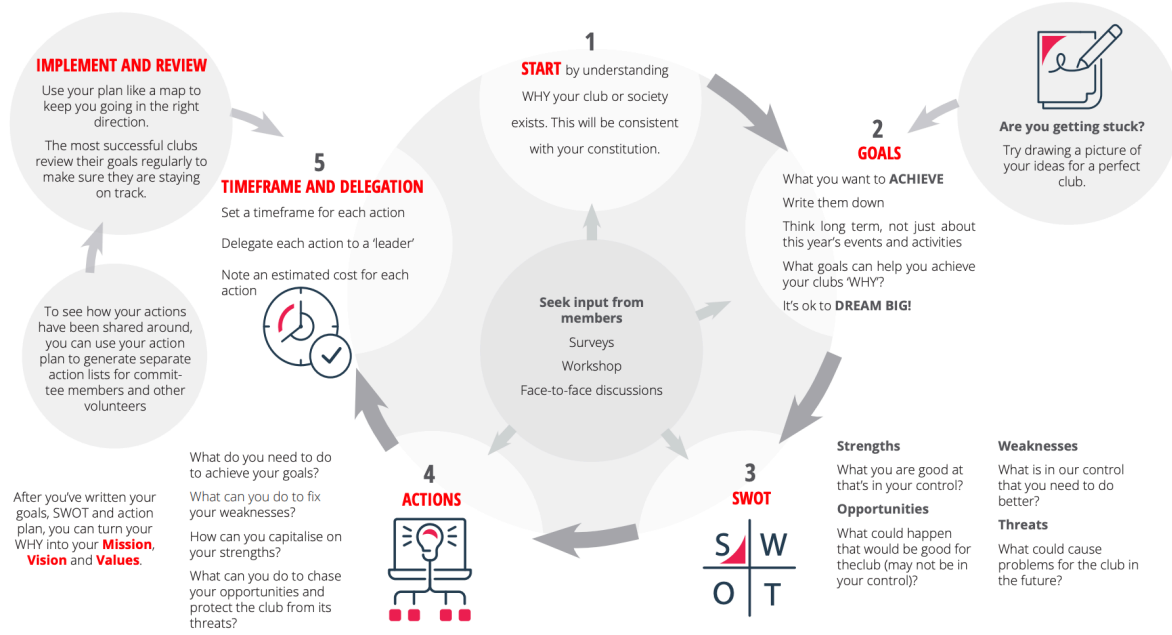 1
START by understanding
WHY your club or society
exists. This will be consistent
with your constitution.
2
GOALS
What you want to ACHIEVE
Write them down
Think long term, not just about
this year's events and activities
What goals can help you achieve
your clubs 'WHY'?
It's ok to DREAM BIG!
Are you getting stuck?
Try drawing a picture of
your ideas for a perfect
club.
Seek input from
members
Surveys
Workshop
Face-to-face discussions
3
SWOT
S W
O T
Strengths
What you are good at
that's in your control?
Opportunities
What could happen
that would be good for
theclub (may not be in
your control)?
Weaknesses
What is in our control
that you need to do
better?
Threats
What could cause
problems for the club in
the future?
4
ACTIONS
What do you need to do
to achieve your goals?
What can you do to fix
your weaknesses?
How can you capitalise on
your strengths?
What can you do to chase
your opportunities and
protect the club from its
threats?
After you've written your
goals, SWOT and action
plan, you can turn your
WHY into your Mission,
Vision and Values.
5
TIMEFRAME AND DELEGATION
Set a timeframe for each action
Delegate each action to a 'leader'
Note an estimated cost for each
action
To see how your actions
have been shared around,
you can use your action
plan to generate separate
action lists for commit-
tee members and other
volunteers
IMPLEMENT AND REVIEW
Use your plan like a map to
keep you going in the right
direction.
The most successful clubs
review their goals regularly to
make sure they are staying
on track.